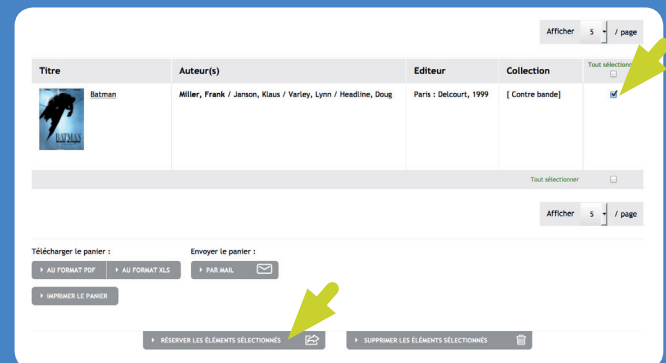 Afficher 5 / page
Titre Auteur(s) Editeur Collection Tout sélectionner
Batman Miller, Frank / Janson, Klaus / Varley, Lynn / Headline, Doug Paris : Delcourt, 1999 [ Contre bande]
BATMAN
Tout sélectionner
Afficher 5 / page
Télécharger le panier : Envoyer le panier :
AU FORMAT PDF AU FORMAT XLS PAR MAIL
IMPRIMER LE PANIER
RÉSERVER LES ÉLÉMENTS SÉLECTIONNÉS SUPPRIMER LES ÉLÉMENTS SÉLECTIONNÉS